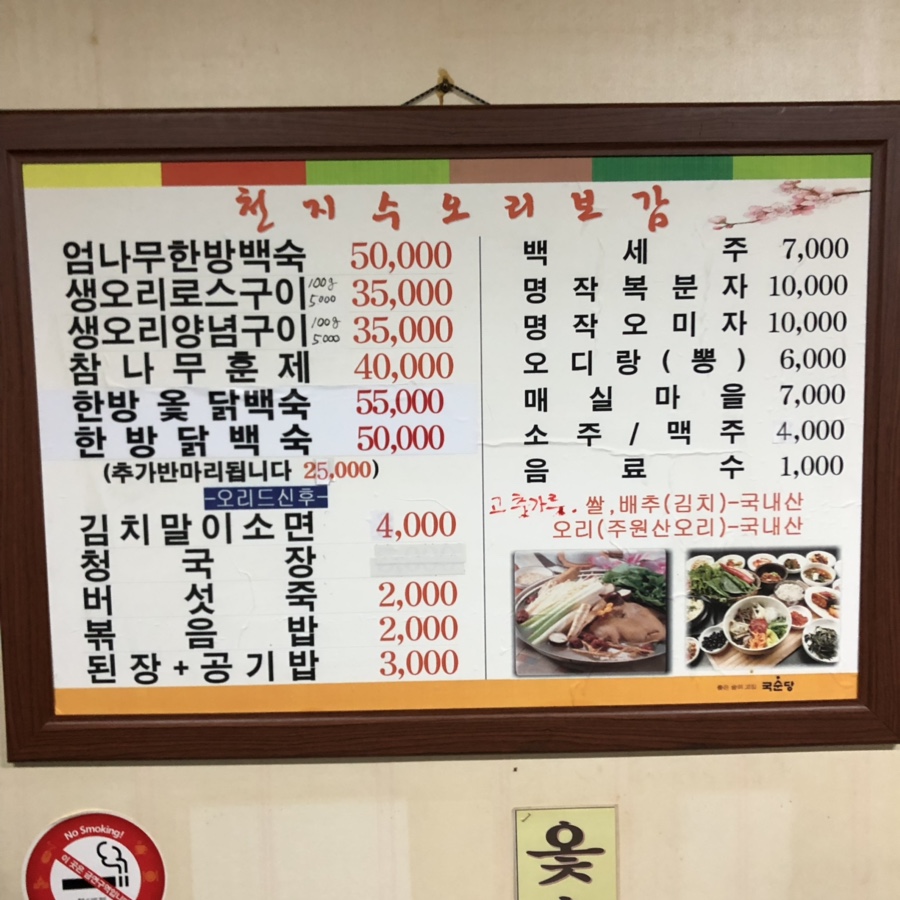 천지수오리보감
엄나무한방백숙 50,000
생오리로스구이 100g 5000 35,000
생오리양념구이 100g 5000 35,000
참나무훈제 40,000
한방 옻 닭백숙 55,000
한방닭백숙 50,000
(추가반마리됩니다 25,000)
-오리드신후-
김치말이소면 4,000
청국장
버섯죽 2,000
볶음밥 2,000
된장+공기밥 3,000
백세주 7,000
명작복분자 10,000
명작오미자 10,000
오디랑(뽕) 6,000
매실마을 7,000
소주/맥주 4,000
음료수 1,000
고춧가루. 쌀,배추(김치)-국내산
오리(주원산오리)-국내산
국순당
No Smoking!
옻